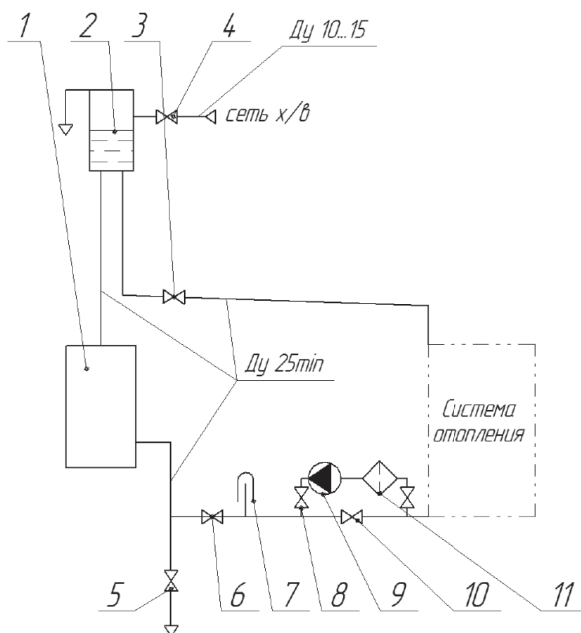 1 2 3 4 Ду 10...15
сеть х/в
Ду 25min
Система
отопления
5 6 7 8 9 10 11